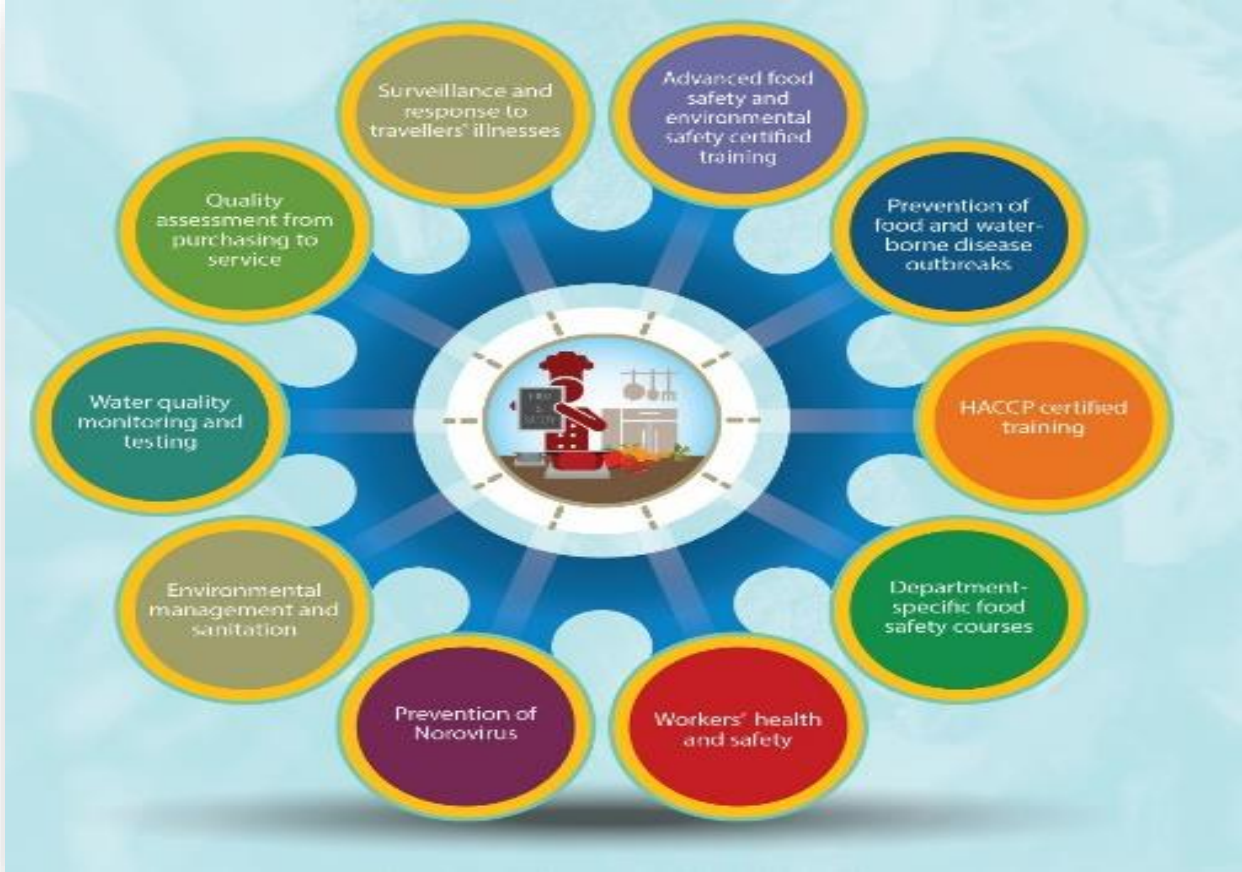 Surveillance and
response to
travellers' illnesses
Advanced food
safety and
environmental
safety certified
training
Prevention of
food and water-
borne disease
outbreaks
HACCP certified
training
Department-
specific food
safety courses
Workers' health
and safety
Prevention of
Norovirus
Environmental
management and
sanitation
Water quality
monitoring and
testing
Quality
assessment from
purchasing to
service